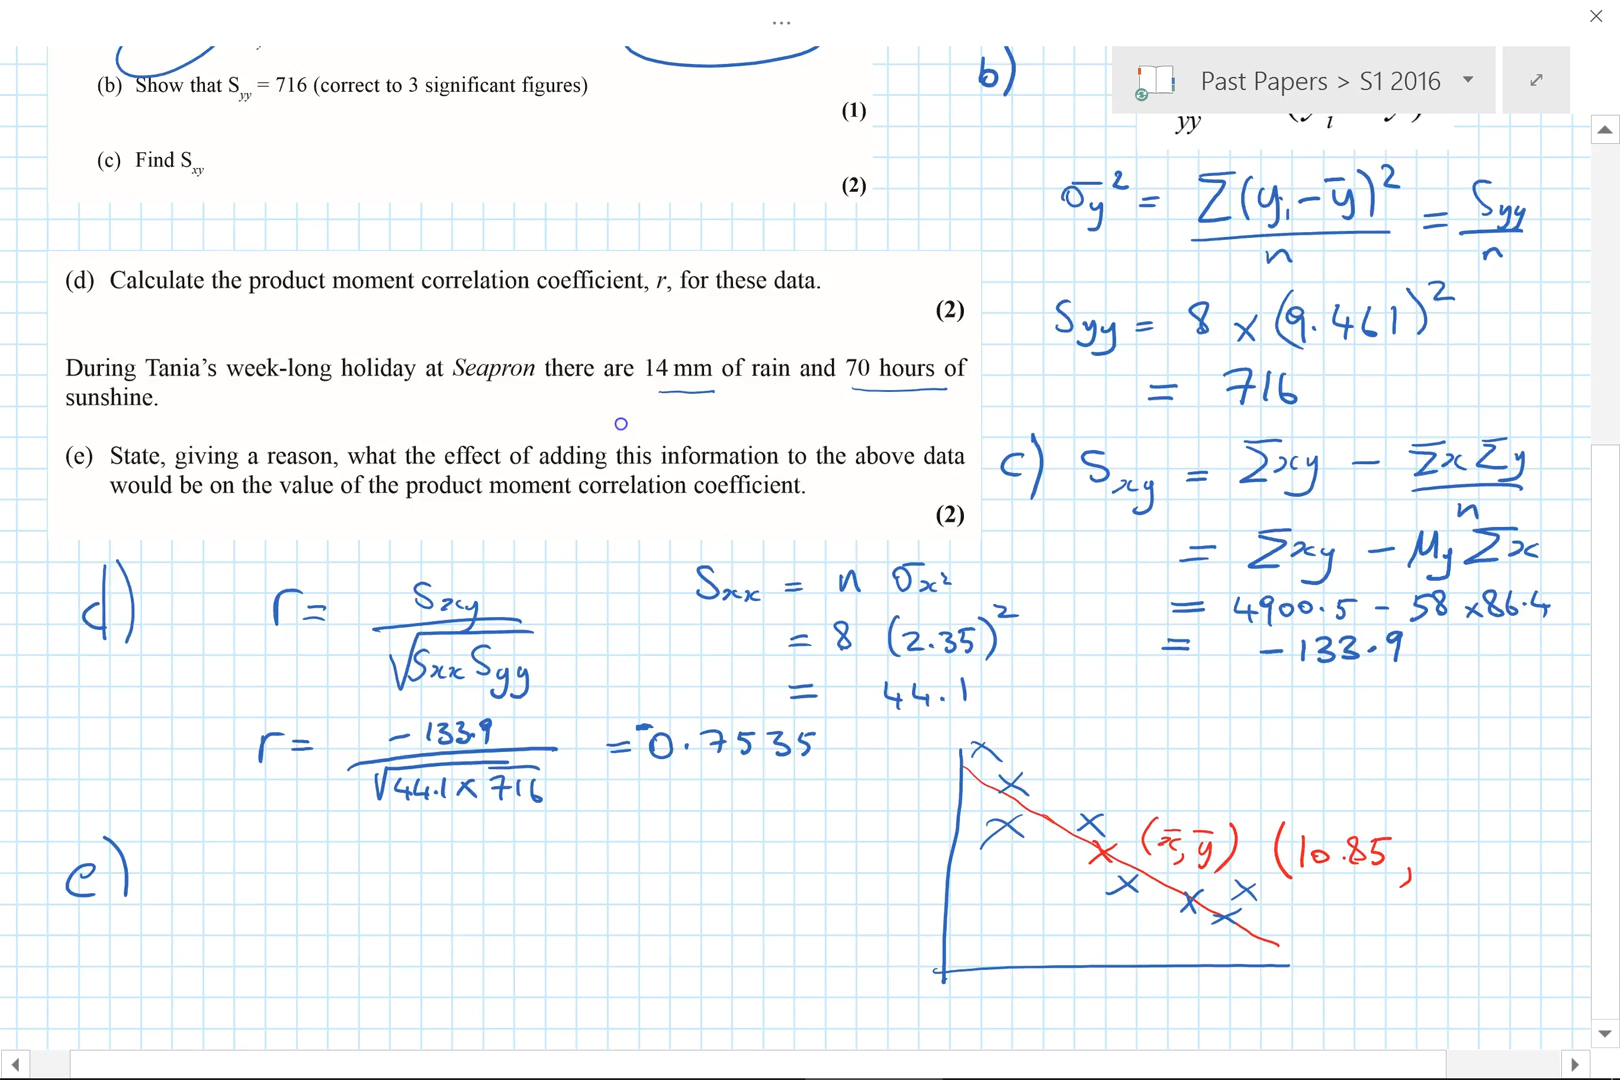 ...
(b) Show that Syy = 716 (correct to 3 significant figures)
(1)
(c) Find Sxy
(2)
b)
Past Papers > S1 2016
yy
i
σy² = Σ(yi − ȳ)² / n = Syy / n
Syy = 8 × (9.461)²
= 716
(d) Calculate the product moment correlation coefficient, r, for these data.
(2)
During Tania's week-long holiday at Seapron there are 14 mm of rain and 70 hours of
sunshine.
(e) State, giving a reason, what the effect of adding this information to the above data
would be on the value of the product moment correlation coefficient.
(2)
c) Sxy = Σxy − ΣxΣy / n
= Σxy − μy Σx
= 4900.5 − 58 × 86.4
= −133.9
d) r = Sxy / √Sxx Syy
Sxx = n σx²
= 8 (2.35)²
= 44.1
r = −133.9 / √44.1 × 716 = -0.7535
e)
(x̄, ȳ) (10.85,